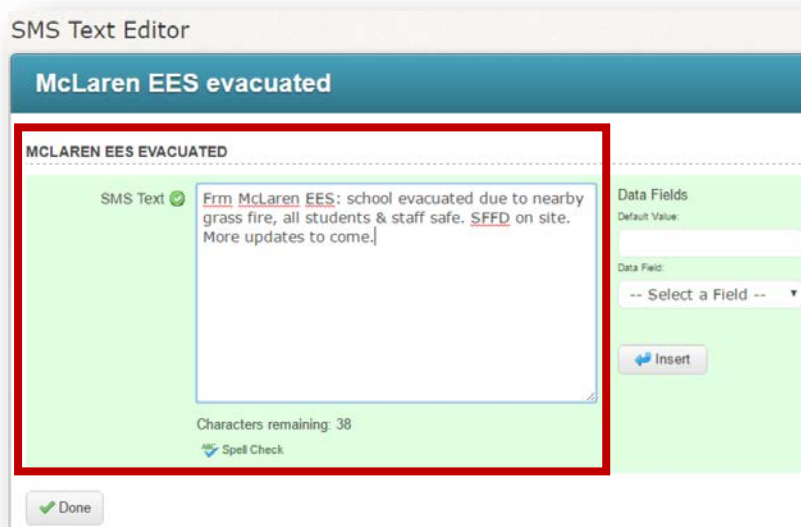 SMS Text Editor
McLaren EES evacuated
MCLAREN EES EVACUATED
SMS Text
Frm McLaren EES: school evacuated due to nearby
grass fire, all students & staff safe. SFFD on site.
More updates to come.
Data Fields
Default Value:
Data Field:
-- Select a Field --
Insert
Characters remaining: 38
ABC Spell Check
Done